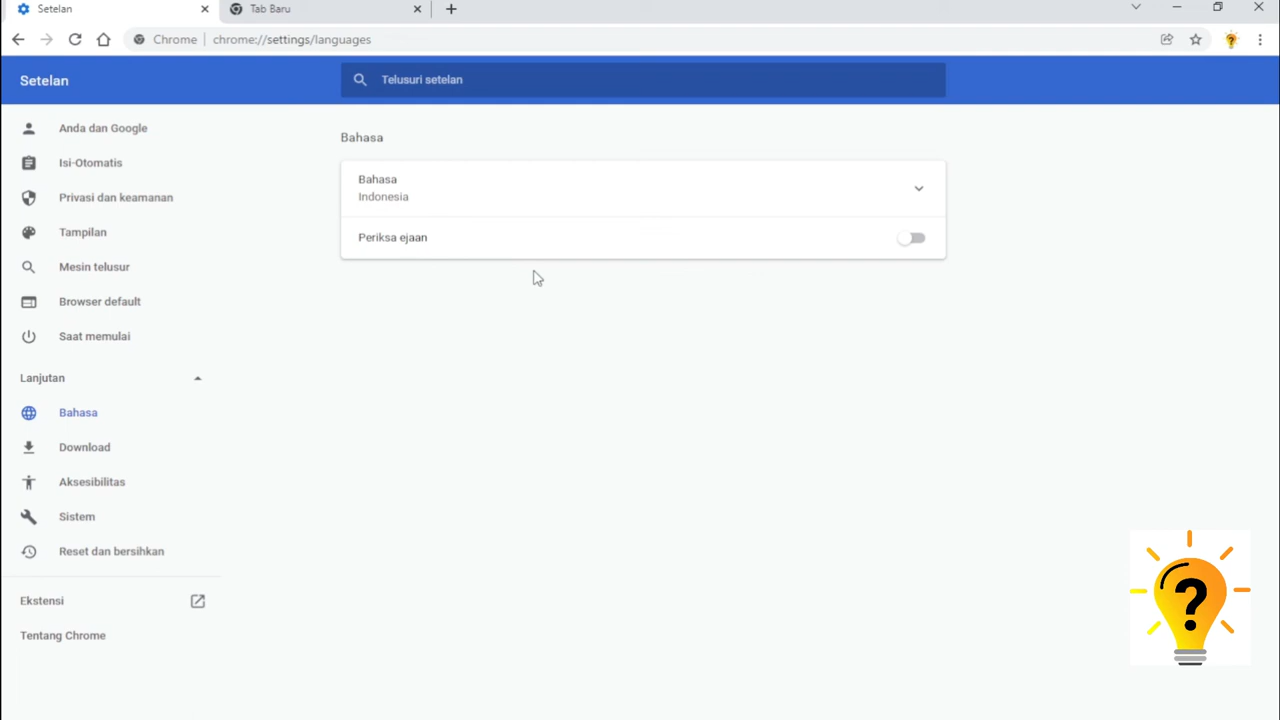 Setelan
Tab Baru
Chrome
chrome://settings/languages
Setelan
Telusuri setelan
Anda dan Google
Isi-Otomatis
Privasi dan keamanan
Tampilan
Mesin telusur
Browser default
Saat memulai
Lanjutan
Bahasa
Download
Aksesibilitas
Sistem
Reset dan bersihkan
Ekstensi
Tentang Chrome
Bahasa
Bahasa
Indonesia
Periksa ejaan
?